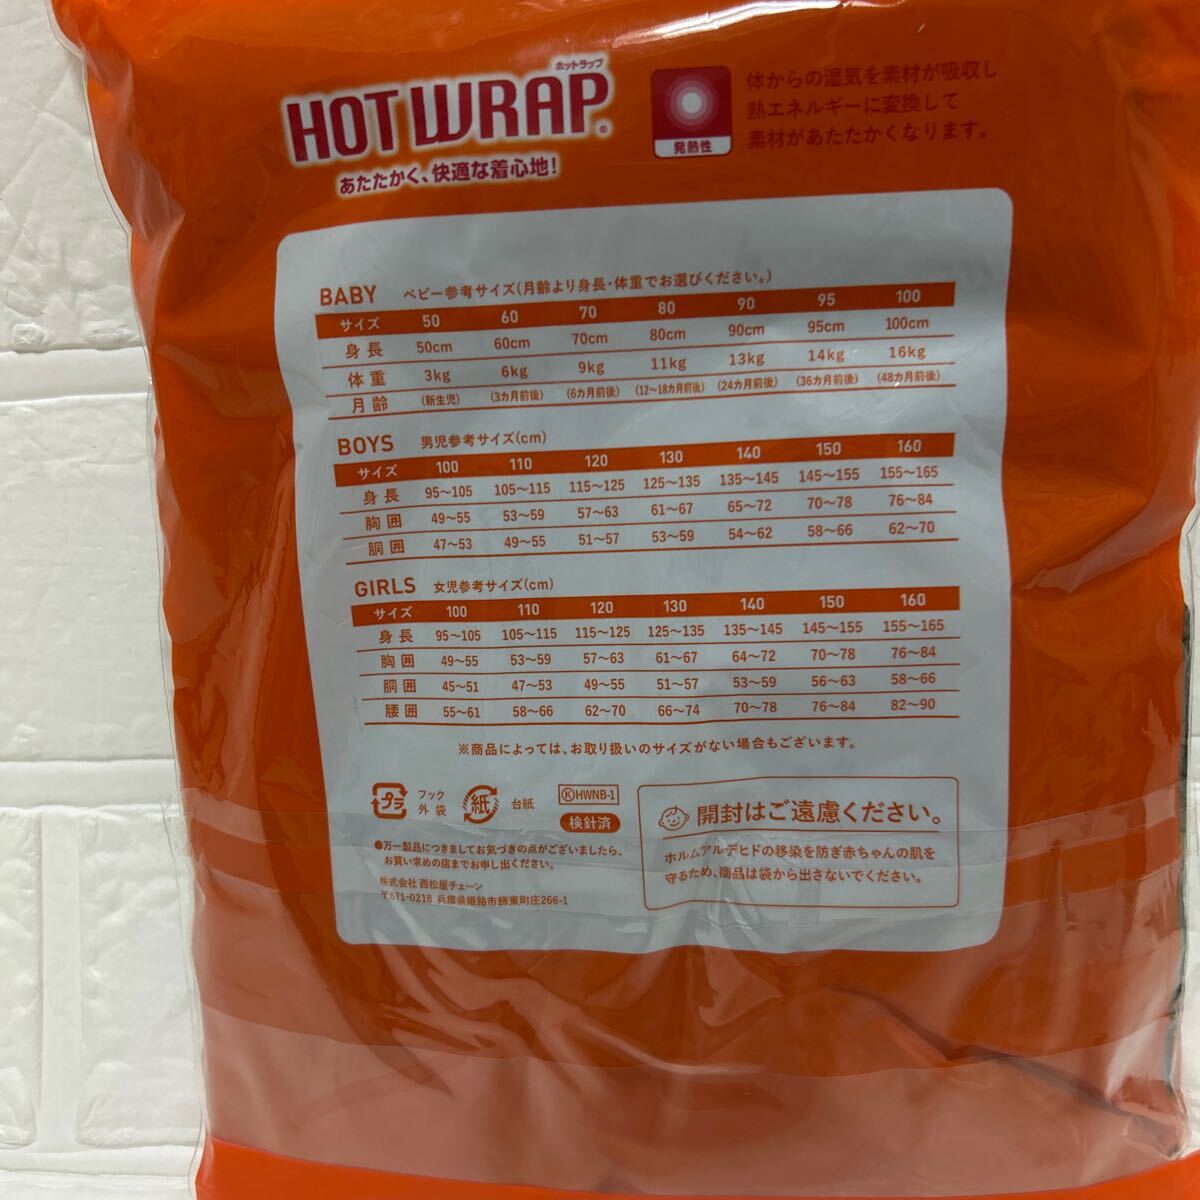 ホットラップ
HOT WRAP®
あたたかく、快適な着心地!
発熱性
体からの湿気を素材が吸収し
熱エネルギーに変換して
素材があたたかくなります。
BABY ベビー参考サイズ(月齢より身長・体重でお選びください。)
サイズ 50 60 70 80 90 95 100
身長 50cm 60cm 70cm 80cm 90cm 95cm 100cm
体重 3kg 6kg 9kg 11kg 13kg 14kg 16kg
月齢 (新生児) (3カ月前後) (6カ月前後) (12〜18カ月前後) (24カ月前後) (36カ月前後) (48カ月前後)
BOYS 男児参考サイズ(cm)
サイズ 100 110 120 130 140 150 160
身長 95〜105 105〜115 115〜125 125〜135 135〜145 145〜155 155〜165
胸囲 49〜55 53〜59 57〜63 61〜67 65〜72 70〜78 76〜84
胴囲 47〜53 49〜55 51〜57 53〜59 54〜62 58〜66 62〜70
GIRLS 女児参考サイズ(cm)
サイズ 100 110 120 130 140 150 160
身長 95〜105 105〜115 115〜125 125〜135 135〜145 145〜155 155〜165
胸囲 49〜55 53〜59 57〜63 61〜67 64〜72 70〜78 76〜84
胴囲 45〜51 47〜53 49〜55 51〜57 53〜59 56〜63 58〜66
腰囲 55〜61 58〜66 62〜70 66〜74 70〜78 76〜84 82〜90
※商品によっては、お取り扱いのサイズがない場合もございます。
プラ フック
外袋
紙 台紙
ⓀHWNB-1
検針済
●万一製品につきましてお気づきの点がございましたら、
お買い求めの店までお申し出ください。
株式会社 西松屋チェーン
〒671-0218 兵庫県姫路市飾東町庄266-1
開封はご遠慮ください。
ホルムアルデヒドの移染を防ぎ赤ちゃんの肌を
守るため、商品は袋から出さないでください。